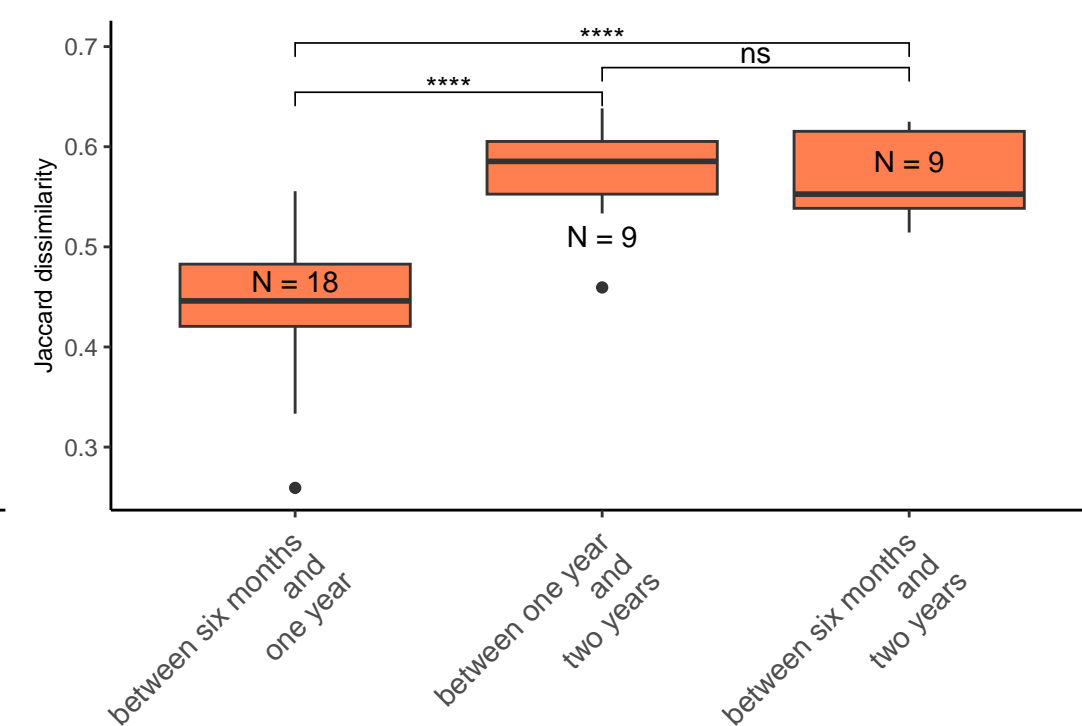 ****
0.7
ns
****
0.6
N = 9
N = 9
0.5
N = 18
0.4
0.3
Jaccard dissimilarity
between six months
and
one year
between one year
and
two years
between six months
and
two years